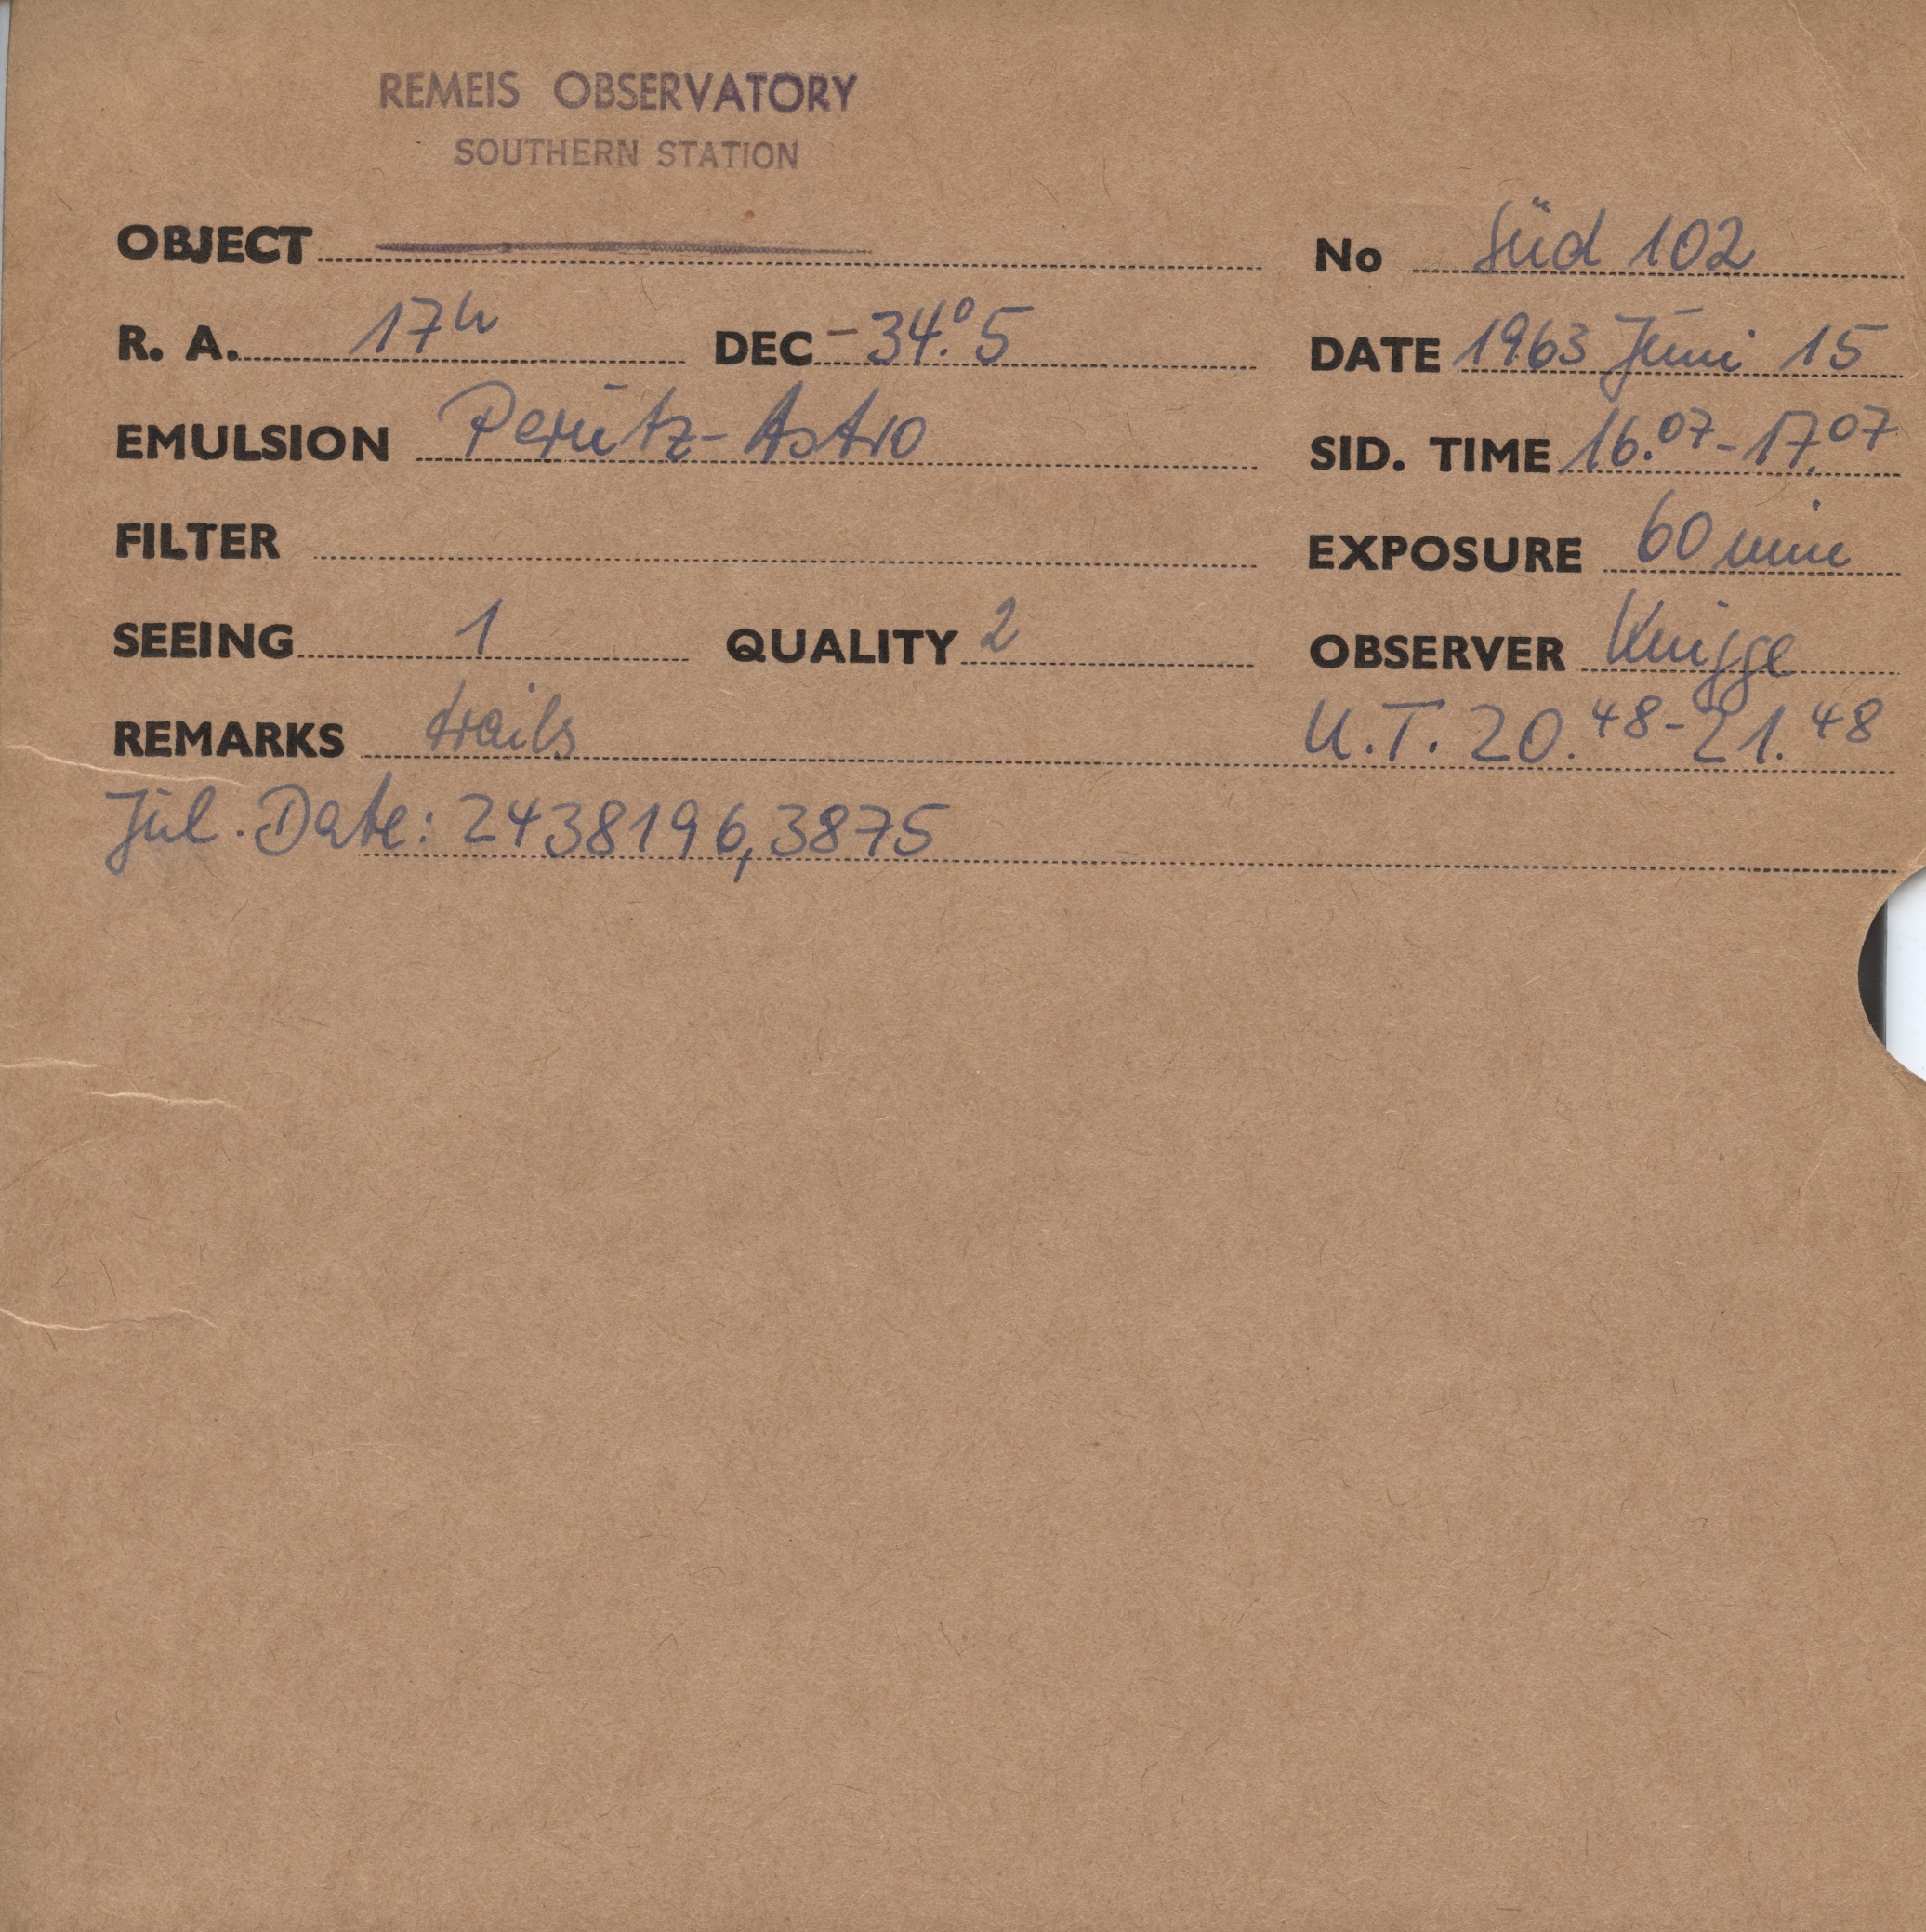 REMEIS OBSERVATORY
SOUTHERN STATION
OBJECT No Süd 102
R. A. 17h DEC -34°.5 DATE 1963 Juni 15
EMULSION Perutz-Astro SID. TIME 16.07-17.07
FILTER EXPOSURE 60 min
SEEING 1 QUALITY 2 OBSERVER Knigge
REMARKS trails U.T. 20.48-21.48
Jul. Date: 2438196,3875